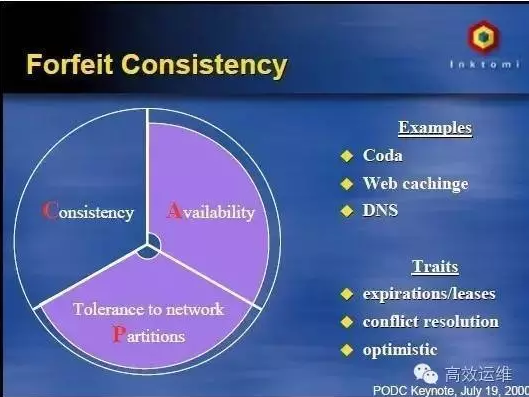 Forfeit Consistency
Inktomi
Consistency
Availability
Tolerance to network
Partitions
Examples
Coda
Web cachinge
DNS
Traits
expirations/leases
conflict resolution
optimistic
高效运维
PODC Keynote, July 19, 2000